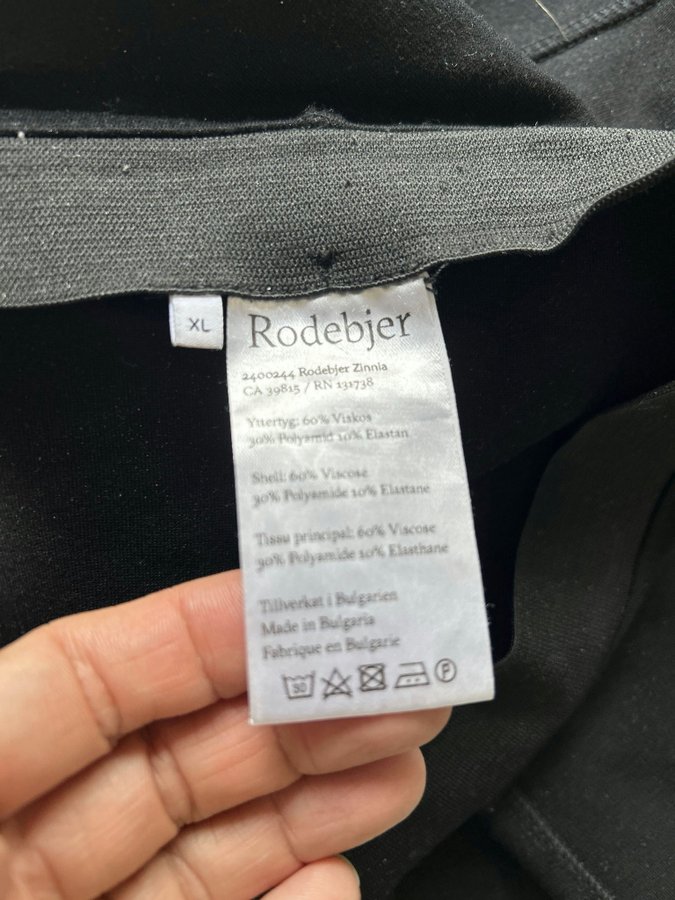 XL
Rodebjer
2400244 Rodebjer Zinnia
CA 39815 / RN 131738
Yttertyg: 60% Viskos
30% Polyamid 10% Elastan
Shell: 60% Viscose
30% Polyamide 10% Elastane
Tissu principal: 60% Viscose
30% Polyamide 10% Elasthane
Tillverkat i Bulgarien
Made in Bulgaria
Fabrique en Bulgarie
30 P